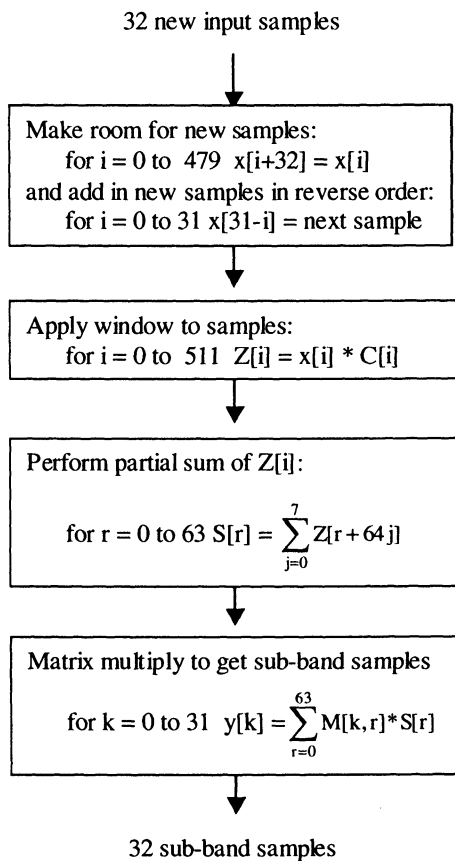 32 new input samples
Make room for new samples:
for i = 0 to 479 x[i+32] = x[i]
and add in new samples in reverse order:
for i = 0 to 31 x[31-i] = next sample
Apply window to samples:
for i = 0 to 511 Z[i] = x[i] * C[i]
Perform partial sum of Z[i]:
for r = 0 to 63 S[r] = \sum_{j=0}^{7} Z[r+64j]
Matrix multiply to get sub-band samples
for k = 0 to 31 y[k] = \sum_{r=0}^{63} M[k,r]*S[r]
32 sub-band samples